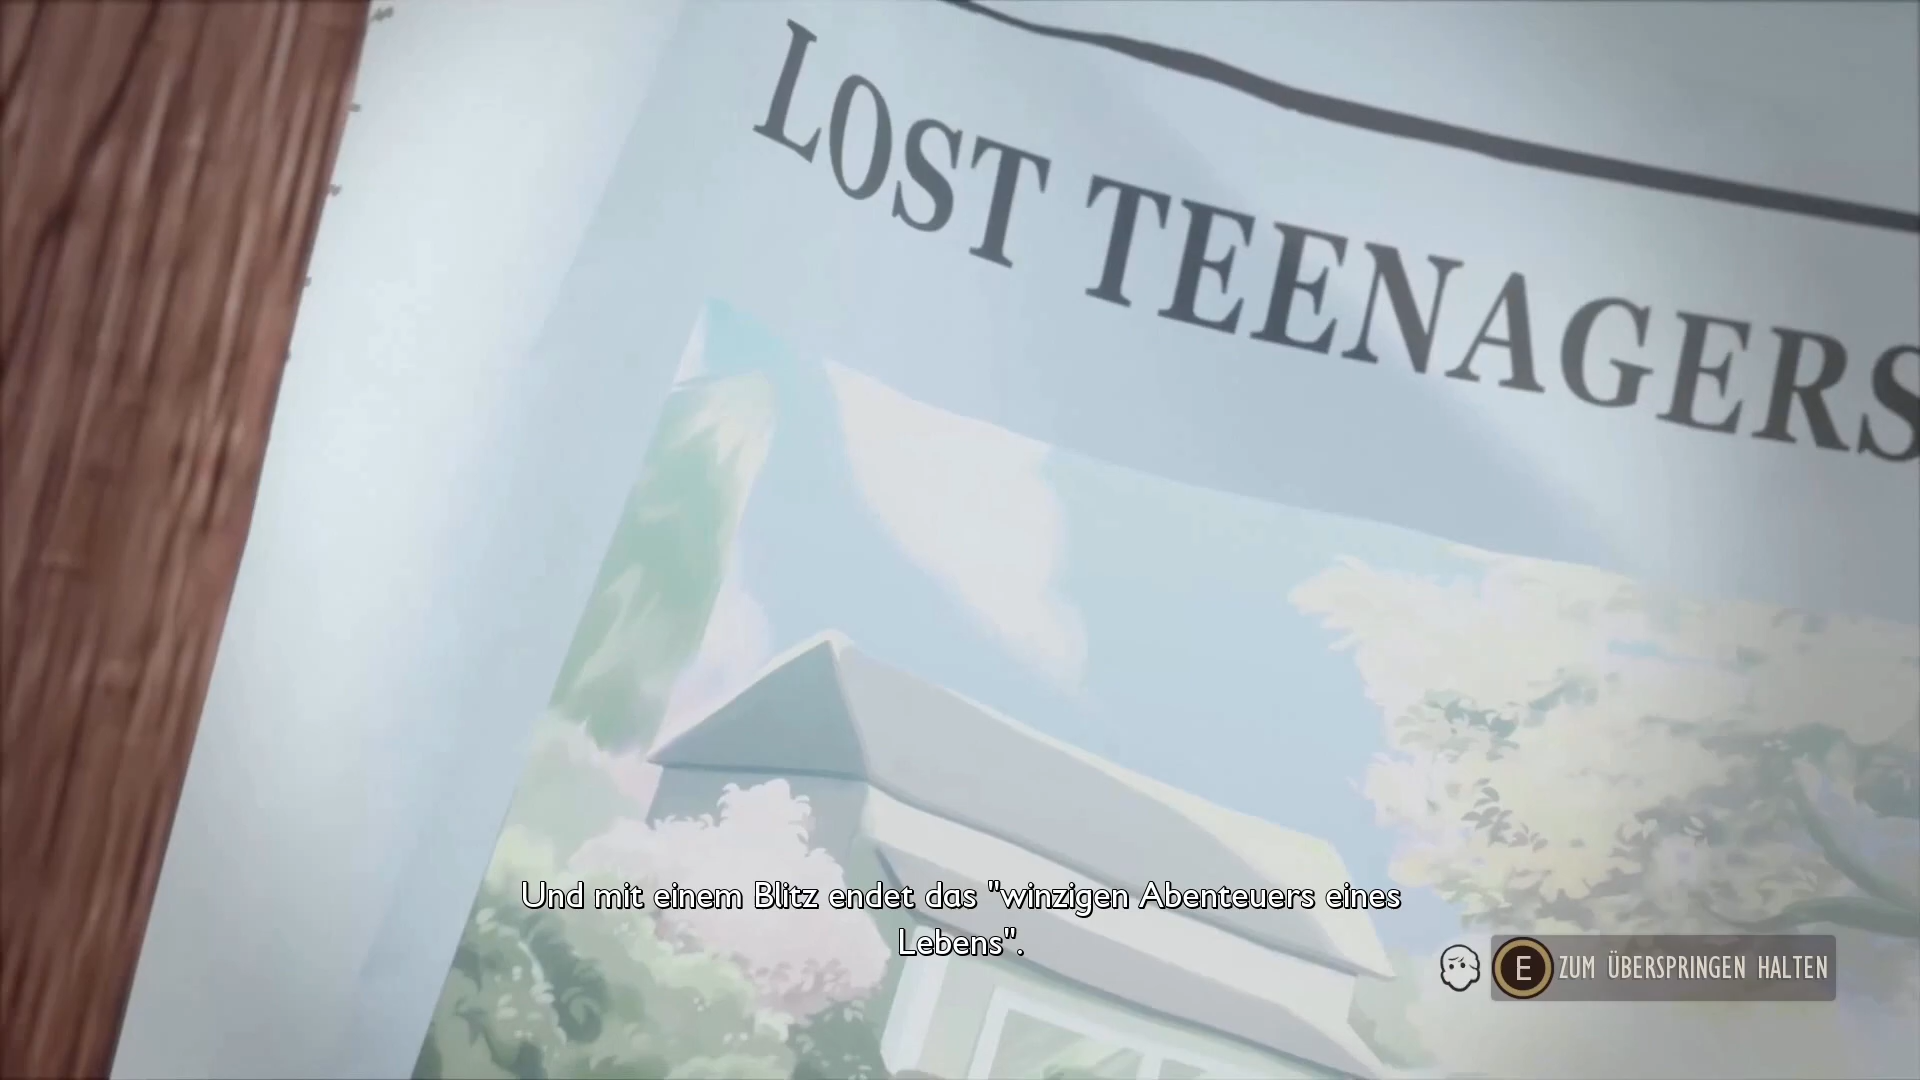 LOST TEENAGERS
Und mit einem Blitz endet das "winzigen Abenteuers eines
Lebens".
E ZUM ÜBERSPRINGEN HALTEN